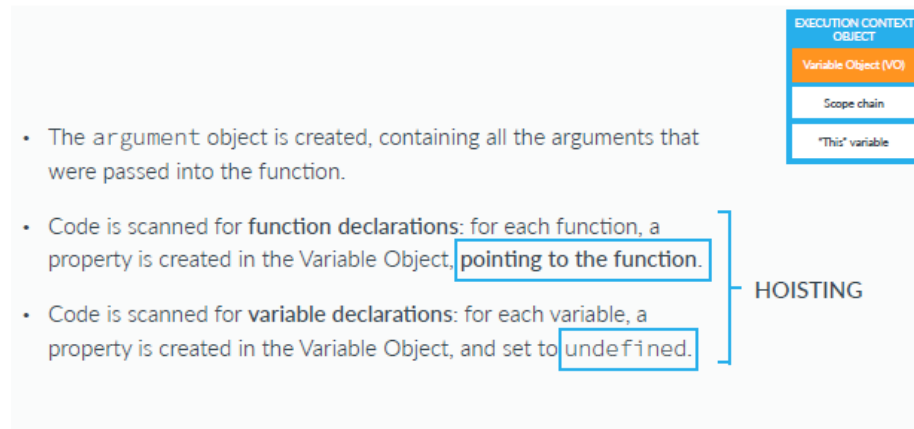 EXECUTION CONTEXT
OBJECT
Variable Object (VO)
Scope chain
"This" variable
• The argument object is created, containing all the arguments that
were passed into the function.
• Code is scanned for function declarations: for each function, a
property is created in the Variable Object, pointing to the function.
• Code is scanned for variable declarations: for each variable, a
property is created in the Variable Object, and set to undefined.
HOISTING